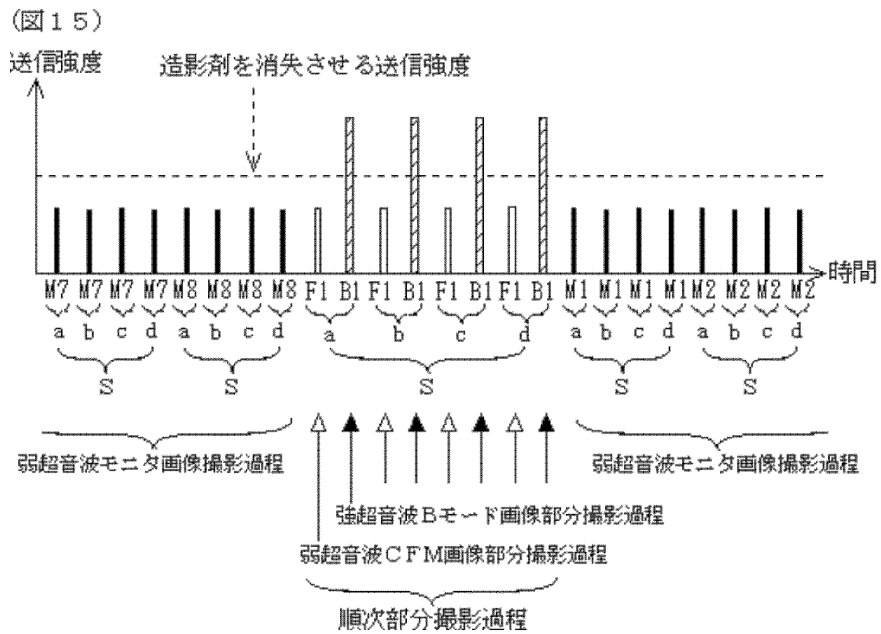 (図15)
送信強度
造影剤を消失させる送信強度
時間
M7 M7 M7 M7 M8 M8 M8 M8 F1 B1 F1 B1 F1 B1 F1 B1 M1 M1 M1 M1 M2 M2 M2 M2
a b c d a b c d a b c d a b c d a b c d
S S S S S
弱超音波モニタ画像撮影過程 弱超音波モニタ画像撮影過程
強超音波Bモード画像部分撮影過程
弱超音波CFM画像部分撮影過程
順次部分撮影過程